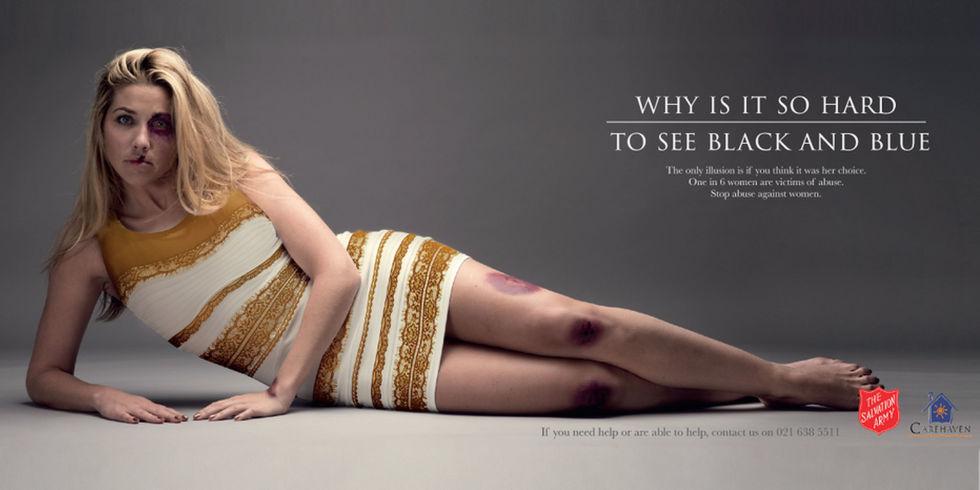 WHY IS IT SO HARD
TO SEE BLACK AND BLUE
The only illusion is if you think it was her choice.
One in 6 women are victims of abuse.
Stop abuse against women.
If you need help or are able to help, contact us on 021 638 5511
THE
SALVATION
ARMY
CAREHAVEN